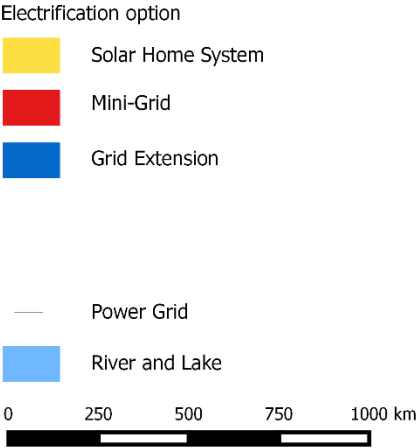 Electrification option
Solar Home System
Mini-Grid
Grid Extension
Power Grid
River and Lake
0 250 500 750 1000 km